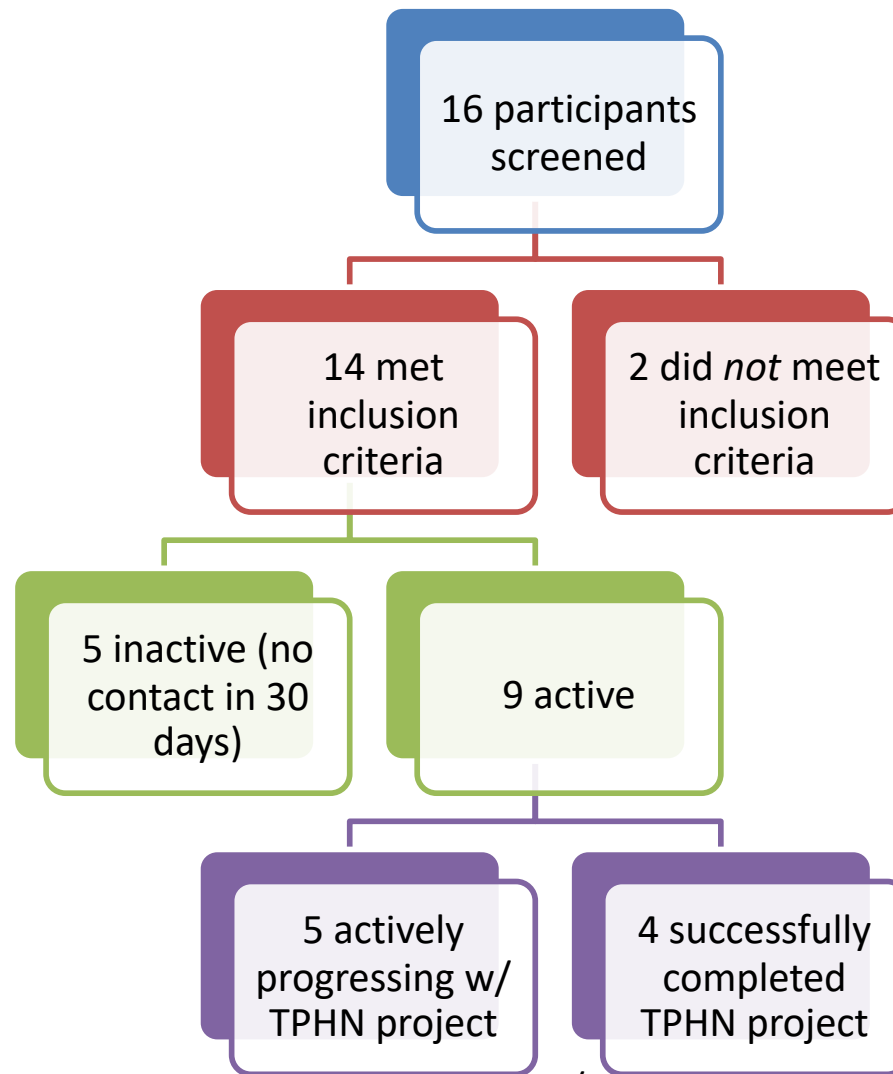 16 participants
screened
14 met
inclusion
criteria
2 did not meet
inclusion
criteria
5 inactive (no
contact in 30
days)
9 active
5 actively
progressing w/
TPHN project
4 successfully
completed
TPHN project